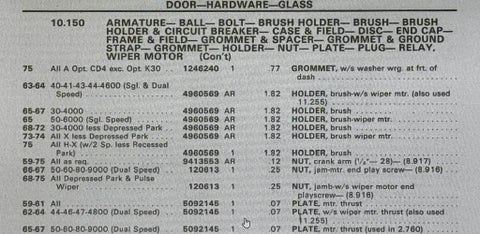 DOOR—HARDWARE—GLASS
10.150 ARMATURE— BALL— BOLT— BRUSH HOLDER— BRUSH— BRUSH
HOLDER & CIRCUIT BREAKER— CASE— FIELD— DISC— END CAP—
FRAME & FIELD— GROMMET & SPACER— GROMMET & GROUND
STRAP— GROMMET— HOLDER— NUT— PLATE— PLUG— RELAY,
WIPER MOTOR (Con't)
75 All A Opt. CD4 exc. Opt. K30 .. 1246240 1 .77 GROMMET, w/s washer wrg. at frt. of
dash
63-64 40-41-43-44-4600 (Sgl. & Dual
Speed) 4960569 AR 1.82 HOLDER, brush-w/s wiper mtr. (also used
11.255)
65-67 30-4000 4960569 AR 1.82 HOLDER, brush
65 50-6000 (Sgl. Speed) 4960569 AR 1.82 HOLDER, brush-wiper mtr.
68-72 30-4000 less Depressed Park 4960569 AR 1.82 HOLDER, brush-wiper mtr.
73-74 All X less Depressed Park
75 All H-X (w/2 Sp. less Recessed
Park) 4960569 AR 1.82 HOLDER, brush
59-75 All as req. 9413553 AR .12 NUT, crank arm (¼"— 28)— (8.917)
66-67 50-60-80-9000 (Dual Speed) 120613 1 .25 NUT, jam-mtr. end play screw— (8.916)
68-75 All Depressed Park & Pulse
Wiper 120613 1 .25 NUT, jamb-w/s wiper motor end
playscrew— (8.916)
59-61 All 5092145 1 .07 PLATE, mtr. thrust
62-64 44-46-47-4800 (Dual Speed) 5092145 1 .07 PLATE, w/s wiper mtr. thrust (also used
11.255)
65-67 50-60-80-9000 (Dual Speed) 5092145 1 .07 PLATE, mtr. thrust (used in 2.760)